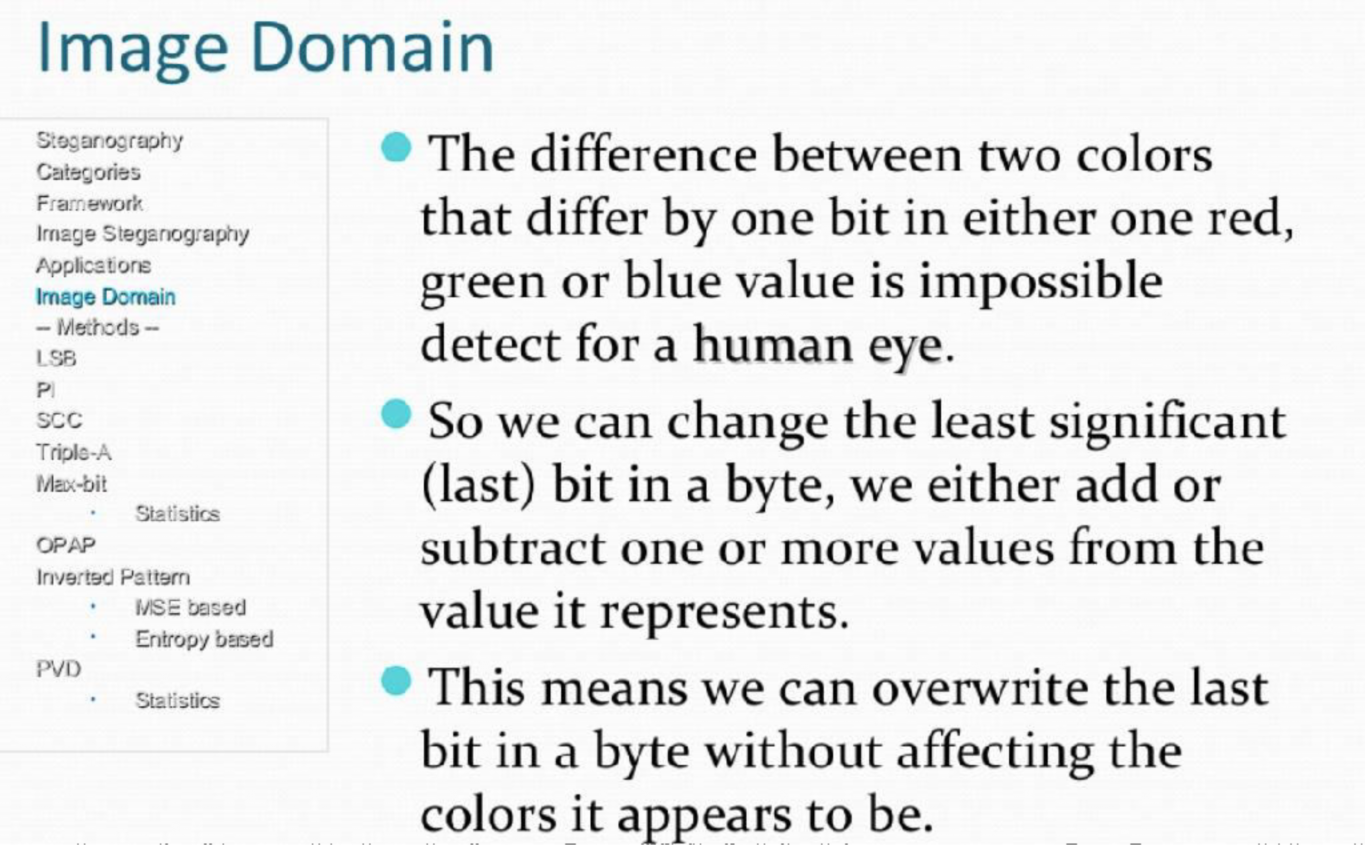 Image Domain
Steganography
Categories
Framework
Image Steganography
Applications
Image Domain
– Methods –
LSB
PI
SCC
Triple-A
Max-bit
• Statistics
OPAP
Inverted Pattern
• MSE based
• Entropy based
PVD
• Statistics
● The difference between two colors
that differ by one bit in either one red,
green or blue value is impossible
detect for a human eye.
● So we can change the least significant
(last) bit in a byte, we either add or
subtract one or more values from the
value it represents.
● This means we can overwrite the last
bit in a byte without affecting the
colors it appears to be.